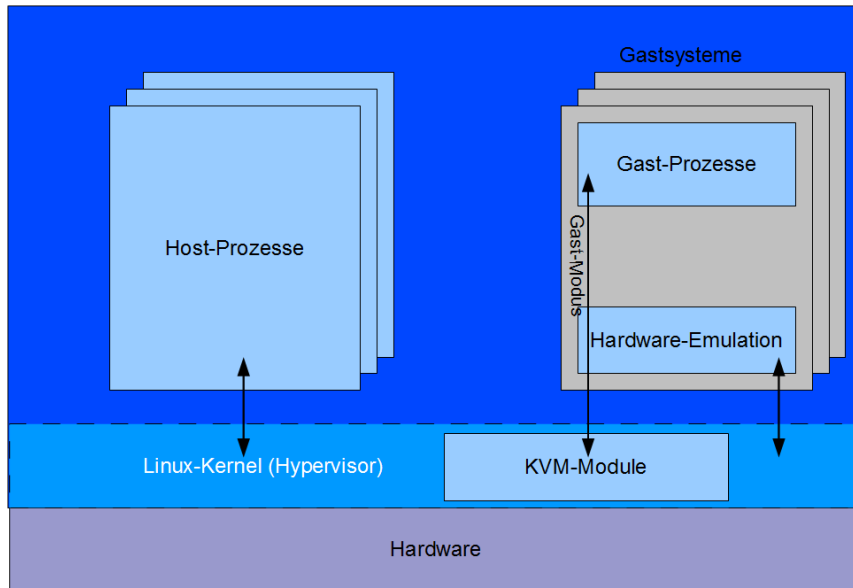 Gastsysteme
Gast-Prozesse
Host-Prozesse
Gast-Modus
Hardware-Emulation
Linux-Kernel (Hypervisor)
KVM-Module
Hardware